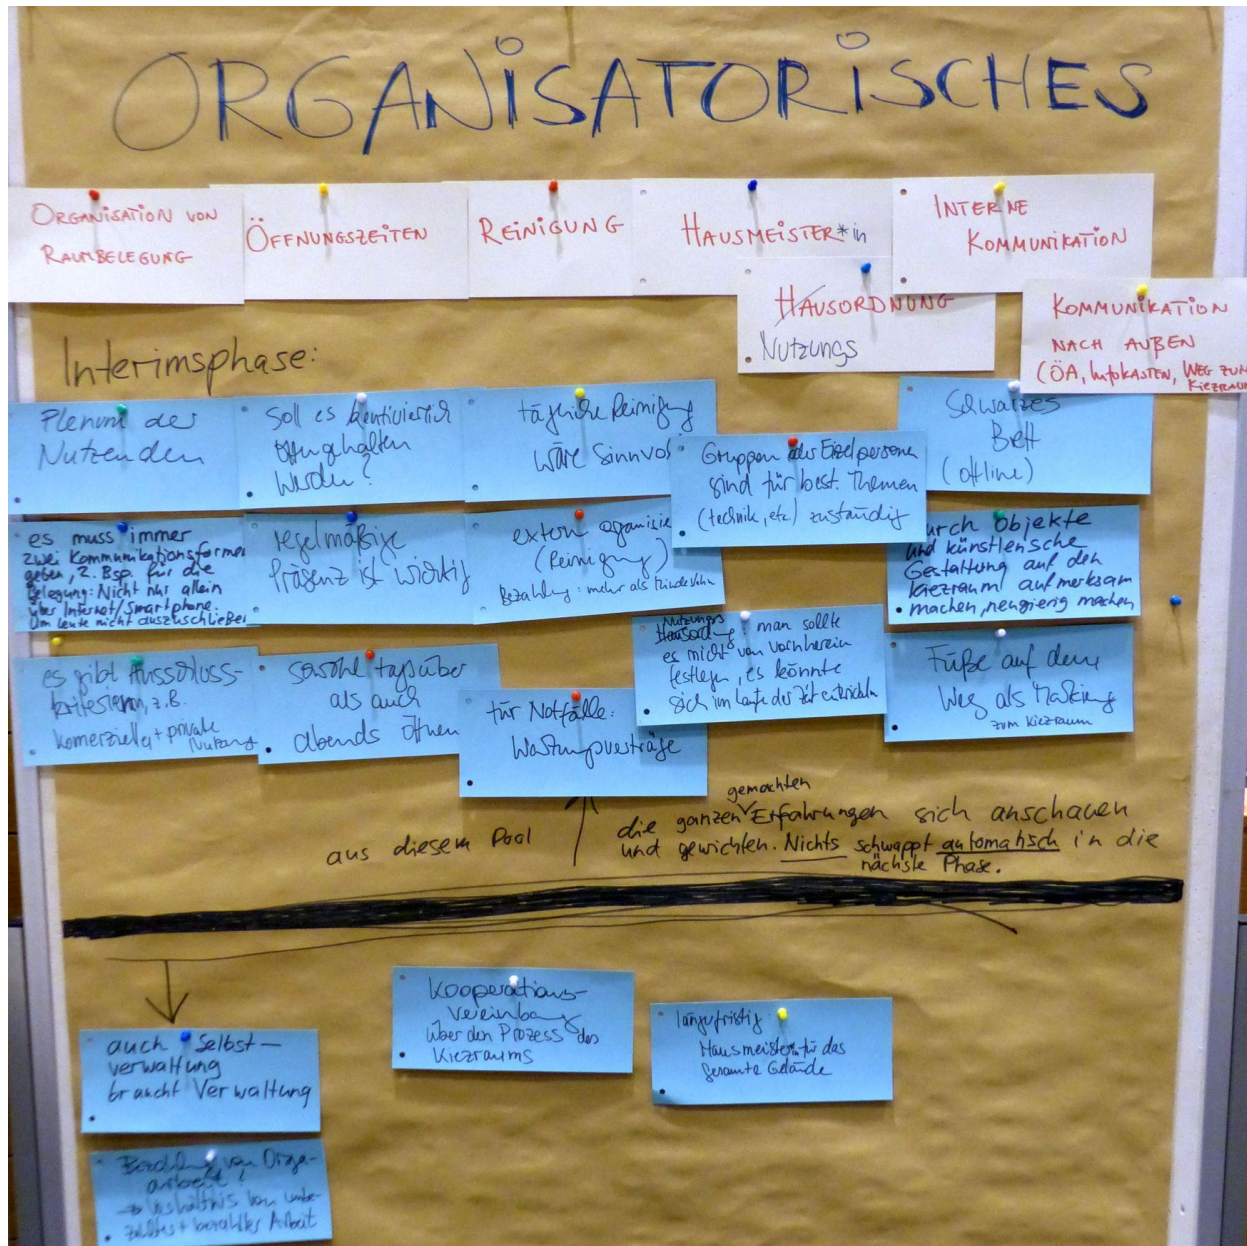 ORGANISATORISCHES
ORGANISATION VON
RAUMBELEGUNG
ÖFFNUNGSZEITEN
REINIGUNG
HAUSMEISTER*in
INTERNE
KOMMUNIKATION
HAUSORDNUNG
Nutzungs
KOMMUNIKATION
NACH AUßEN
(ÖA, INFOKASTEN, WEG ZUM
KIEZRAUM
Interimsphase:
Plenum der
Nutzenden
es muss immer
zwei Kommunikationsformen
geben, z. Bsp. für die
Belegung: Nicht nur allein
über Internet/Smartphone.
Um Leute nicht auszuschließen
es gibt Ausschluss-
kriterien, z.B.
komerzielle + private
Nutzung
Soll es kontinuierlich
offen gehalten
werden?
regelmäßige
Präsenz ist wichtig
sowohl tagsüber
als auch
abends öffnen
tägliche Reinigung
wäre sinnvoll
extern organisie
(Reinigung)
Bezahlung: mehr als Mindestlohn
für Notfälle:
Wartungsverträge
Gruppen oder Einzelpersonen
sind für best. Themen
(technik, etc) zuständig
Nutzungs
Hausordng: man sollte
es nicht von vornherein
festlegen, es könnte
sich im Laufe der Zeit entwickeln
Schwarzes
Brett
(offline)
durch Objekte
und künstlerische
Gestaltung auf den
Kiezraum aufmerksam
machen, neugierig machen
Füße auf dem
Weg als
zum Kiezraum
aus diesem Pool
gemachten
die ganzen Erfahrungen sich anschauen
und gewichten. Nichts schwappt automatisch in die
nächste Phase.
auch Selbst-
verwaltung
braucht Verwaltung
Bezahlung von Orga-
arbeit?
→ Verhältnis von unbe-
zahlter + bezahlter Arbeit
Kooperations-
vereinbang
über den Prozess des
Kiezraums
längerfristig
Hausmeister*in für das
gesamte Gelände